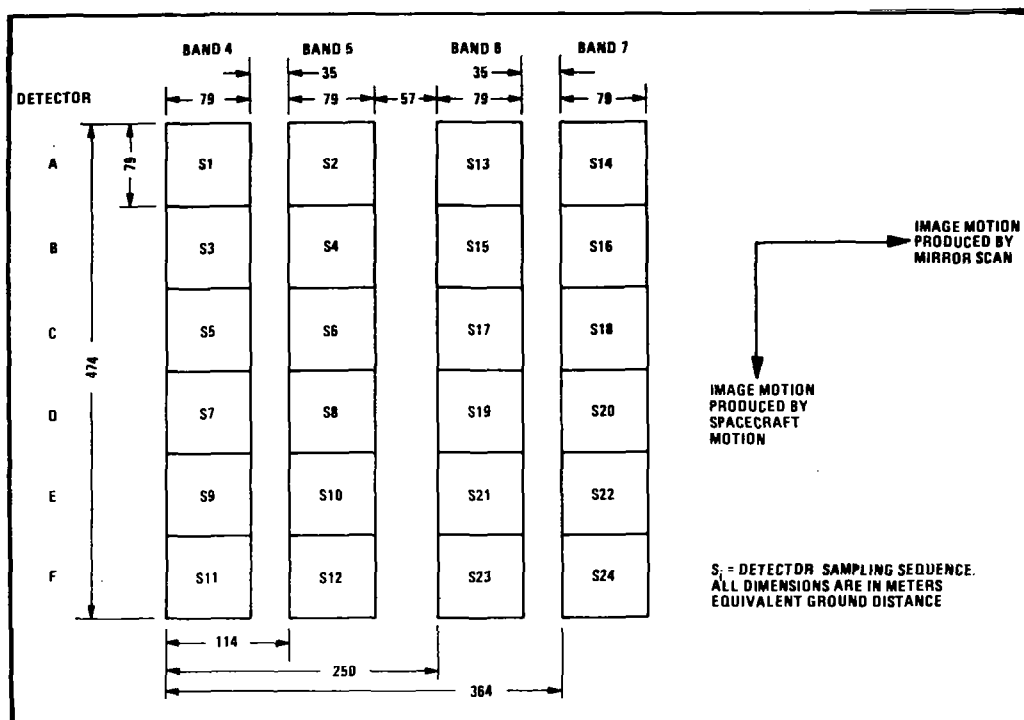 BAND 4 BAND 5 BAND 6 BAND 7
35 35
DETECTOR 79 79 57 79 79
A 79 S1 S2 S13 S14
B S3 S4 S15 S16
C S5 S6 S17 S18
474
D S7 S8 S19 S20
E S9 S10 S21 S22
F S11 S12 S23 S24
114
250
364
IMAGE MOTION
PRODUCED BY
MIRROR SCAN
IMAGE MOTION
PRODUCED BY
SPACECRAFT
MOTION
Si = DETECTOR SAMPLING SEQUENCE.
ALL DIMENSIONS ARE IN METERS
EQUIVALENT GROUND DISTANCE